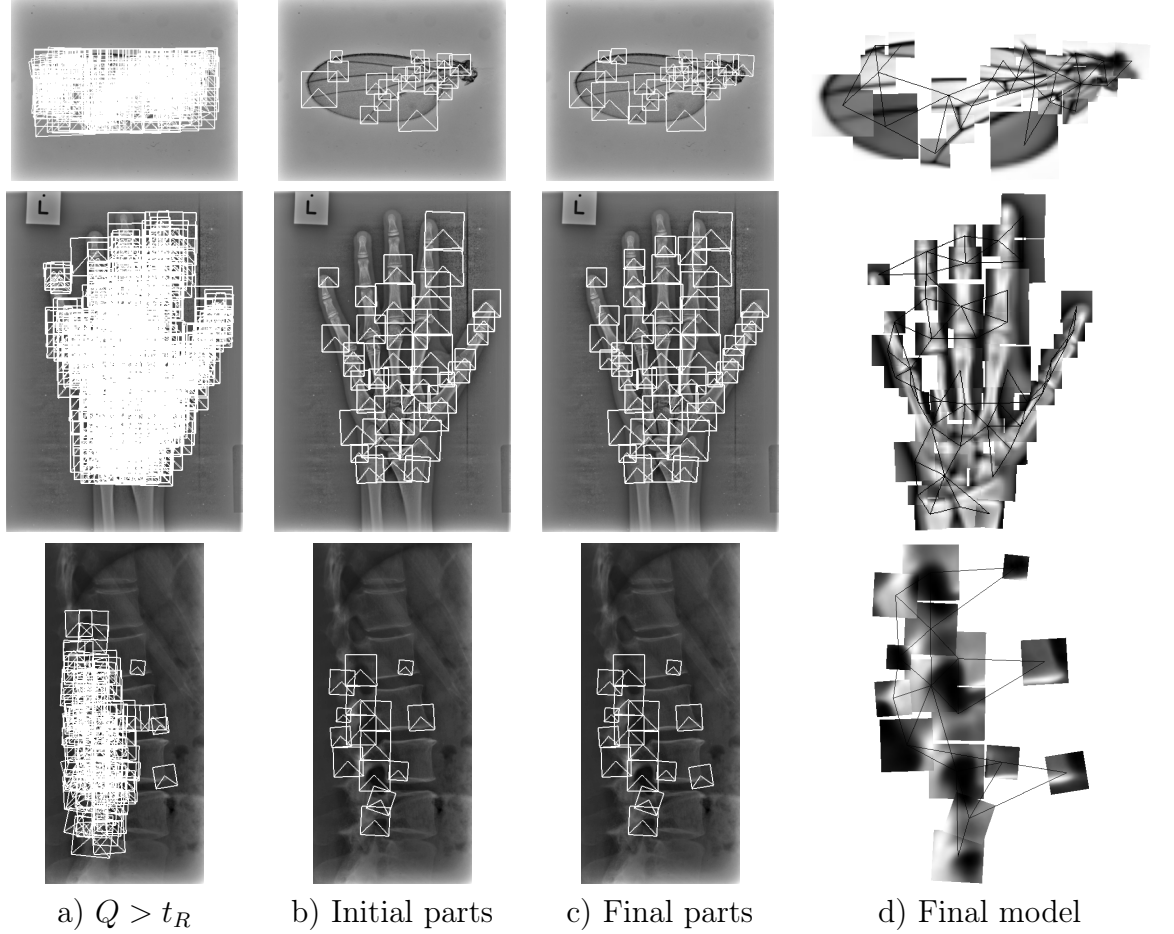 L
L
L
a) Q > t_R
b) Initial parts
c) Final parts
d) Final model